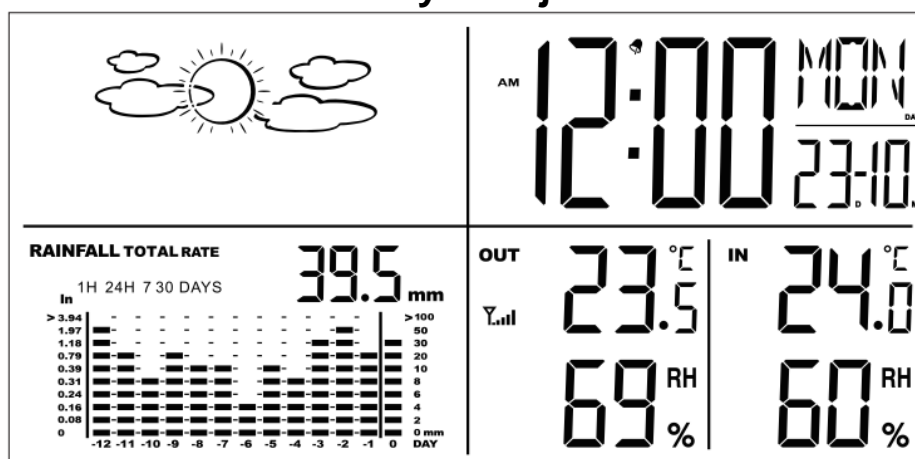 AM 12:00 MON
DA
23-10
D M
RAINFALL TOTAL RATE
39.5 mm
1H 24H 7 30 DAYS
In
> 3.94 >100
1.97 50
1.18 30
0.79 20
0.39 10
0.31 8
0.24 6
0.16 4
0.08 2
0 0 mm
-12 -11 -10 -9 -8 -7 -6 -5 -4 -3 -2 -1 0 DAY
OUT 23.5 °C
69 RH %
IN 24.0 °C
60 RH %